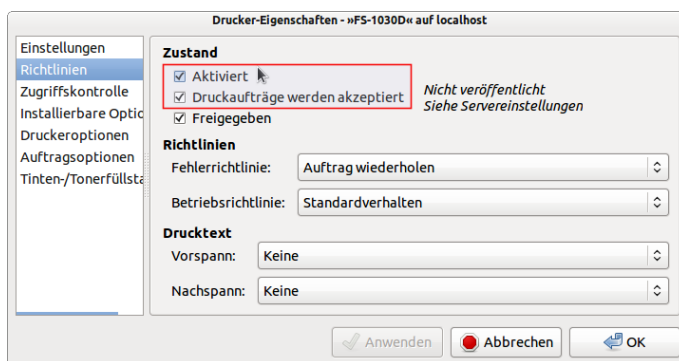 Drucker-Eigenschaften - »FS-1030D« auf localhost
Einstellungen
Richtlinien
Zugriffskontrolle
Installierbare Optio
Druckeroptionen
Auftragsoptionen
Tinten-/Tonerfüllsta
Zustand
Aktiviert
Druckaufträge werden akzeptiert
Freigegeben
Nicht veröffentlicht
Siehe Servereinstellungen
Richtlinien
Fehlerrichtlinie: Auftrag wiederholen
Betriebsrichtlinie: Standardverhalten
Drucktext
Vorspann: Keine
Nachspann: Keine
Anwenden Abbrechen OK